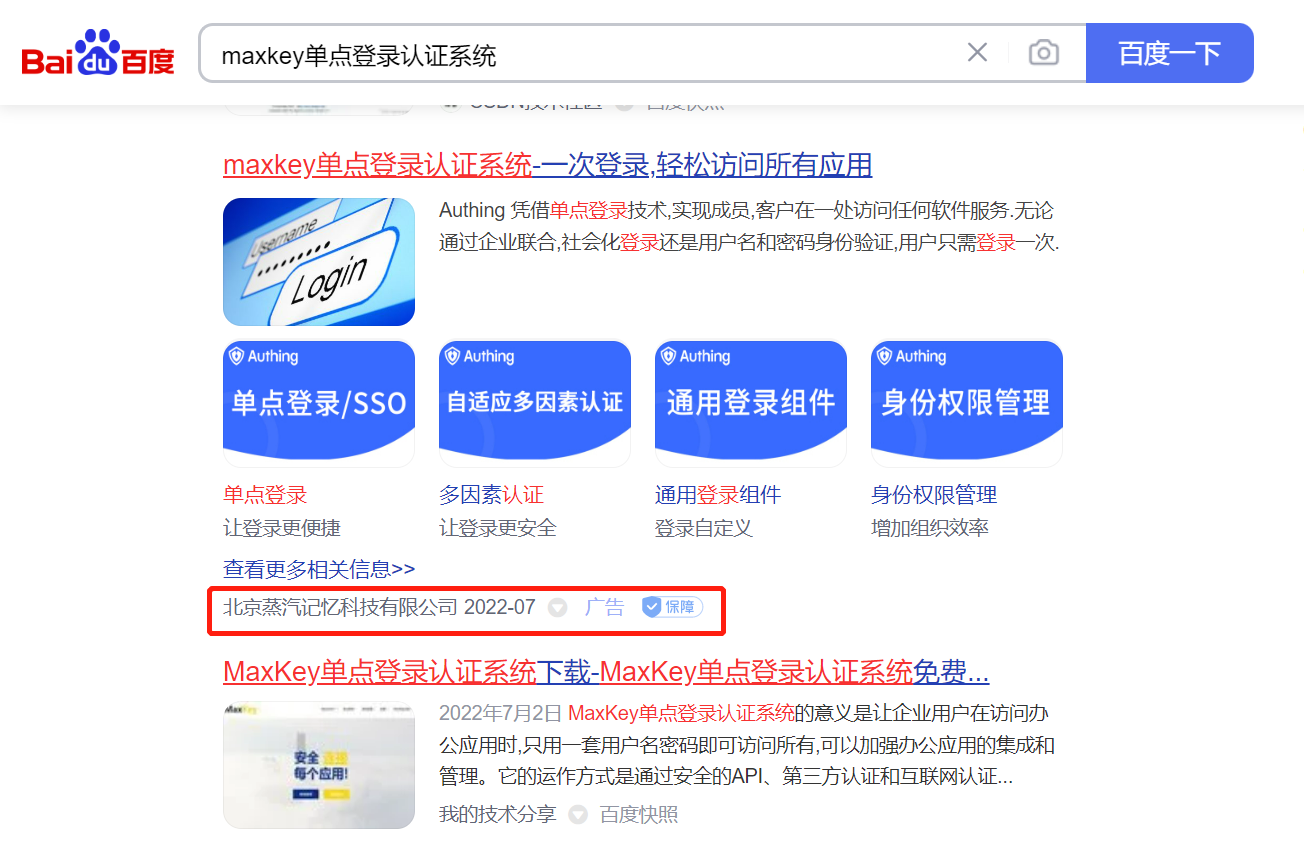 Bai du 百度
maxkey单点登录认证系统
百度一下
maxkey单点登录认证系统-一次登录,轻松访问所有应用
Username
Login
Authing 凭借单点登录技术,实现成员,客户在一处访问任何软件服务.无论
通过企业联合,社会化登录还是用户名和密码身份验证,用户只需登录一次.
Authing
单点登录/SSO
Authing
自适应多因素认证
Authing
通用登录组件
Authing
身份权限管理
单点登录
多因素认证
通用登录组件
身份权限管理
让登录更便捷
让登录更安全
登录自定义
增加组织效率
查看更多相关信息>>
北京蒸汽记忆科技有限公司 2022-07 广告 保障
MaxKey单点登录认证系统下载-MaxKey单点登录认证系统免费...
MaxKey
安全 连接
每个应用!
2022年7月2日 MaxKey单点登录认证系统的意义是让企业用户在访问办
公应用时,只用一套用户名密码即可访问所有,可以加强办公应用的集成和
管理。它的运作方式是通过安全的API、第三方认证和互联网认证...
我的技术分享 百度快照